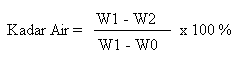 W1 - W2
Kadar Air = x 100 %
W1 - W0